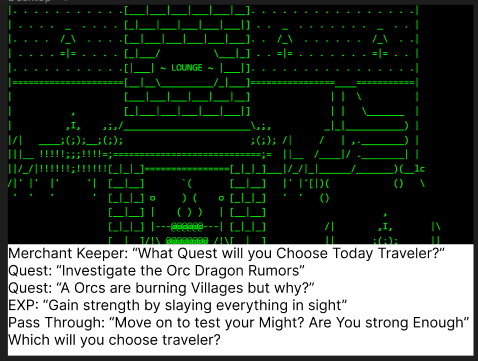 ~ LOUNGE ~
lc
Merchant Keeper: “What Quest will you Choose Today Traveler?”
Quest: “Investigate the Orc Dragon Rumors”
Quest: “A Orcs are burning Villages but why?”
EXP: “Gain strength by slaying everything in sight”
Pass Through: “Move on to test your Might? Are You strong Enough”
Which will you choose traveler?